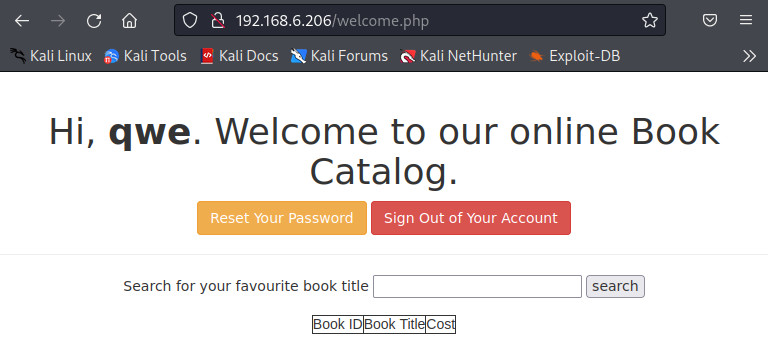 192.168.6.206/welcome.php
Kali Linux Kali Tools Kali Docs Kali Forums Kali NetHunter Exploit-DB
Hi, qwe. Welcome to our online Book
Catalog.
Reset Your Password Sign Out of Your Account
Search for your favourite book title search
Book ID Book Title Cost